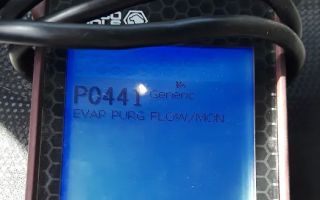 P0441 Generic
EVAP PURG FLOW/MON